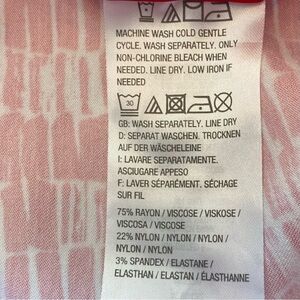 MACHINE WASH COLD GENTLE
CYCLE. WASH SEPARATELY. ONLY
NON-CHLORINE BLEACH WHEN
NEEDED. LINE DRY. LOW IRON IF
NEEDED
30
GB: WASH SEPARATELY. LINE DRY
D: SEPARAT WASCHEN. TROCKNEN
AUF DER WÄSCHELEINE
I: LAVARE SEPARATAMENTE.
ASCIUGARE APPESO
F: LAVER SÉPARÉMENT. SÉCHAGE
SUR FIL
75% RAYON / VISCOSE / VISKOSE /
VISCOSA / VISCOSE
22% NYLON / NYLON / NYLON /
NYLON / NYLON
3% SPANDEX / ELASTANE /
ELASTHAN / ELASTAN / ÉLASTHANNE